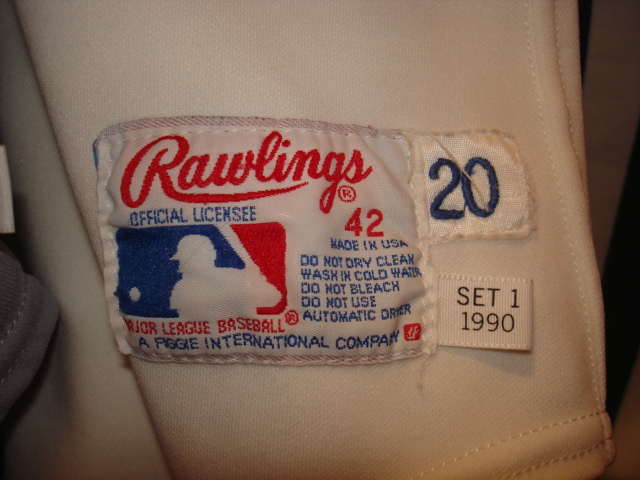 Rawlings®
OFFICIAL LICENSEE
42
MADE IN USA
DO NOT DRY CLEAN
WASH IN COLD WATER
DO NOT BLEACH
DO NOT USE
AUTOMATIC DRYER
AJOR LEAGUE BASEBALL®
A FIGGIE INTERNATIONAL COMPANY
20
SET 1
1990